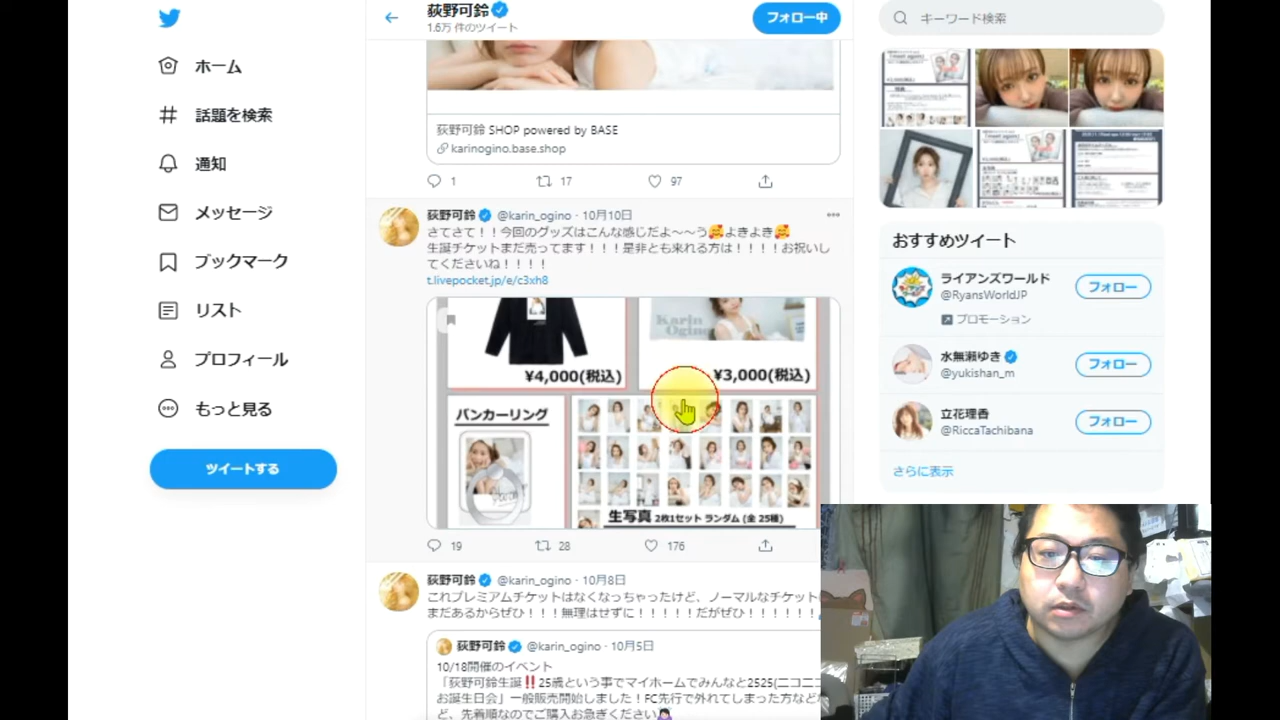 ホーム
話題を検索
通知
メッセージ
ブックマーク
リスト
プロフィール
もっと見る
ツイートする
荻野可鈴
1.6万 件のツイート
フォロー中
荻野可鈴 SHOP powered by BASE
karinogino.base.shop
1
17
97
荻野可鈴 @karin_ogino · 10月10日
さてさて！！今回のグッズはこんな感じだよ〜〜う🥰よきよき🥰
生誕チケットまだ売ってます！！！是非とも来れる方は！！！！お祝いし
てくださいね！！！！
t.livepocket.jp/e/c3xh8
¥4,000(税込)
Karin
Ogino
¥3,000(税込)
バンカーリング
生写真 2枚1セット ランダム (全 25種)
19
28
176
荻野可鈴 @karin_ogino · 10月8日
これプレミアムチケットはなくなっちゃったけど、ノーマルなチケット
まだあるからぜひ！！！無理はせずに！！！！！だがぜひ！！！！！！
荻野可鈴 @karin_ogino · 10月5日
10/18開催のイベント
「荻野可鈴生誕‼25歳という事でマイホームでみんなと2525(ニコニコ
お誕生日会」一般販売開始しました！FC先行で外れてしまった方など
ど、先着順なのでご購入お急ぎください
キーワード検索
おすすめツイート
ライアンズワールド
@RyansWorldJP
フォロー
プロモーション
水無瀬ゆき
@yukishan_m
フォロー
立花理香
@RiccaTachibana
フォロー
さらに表示